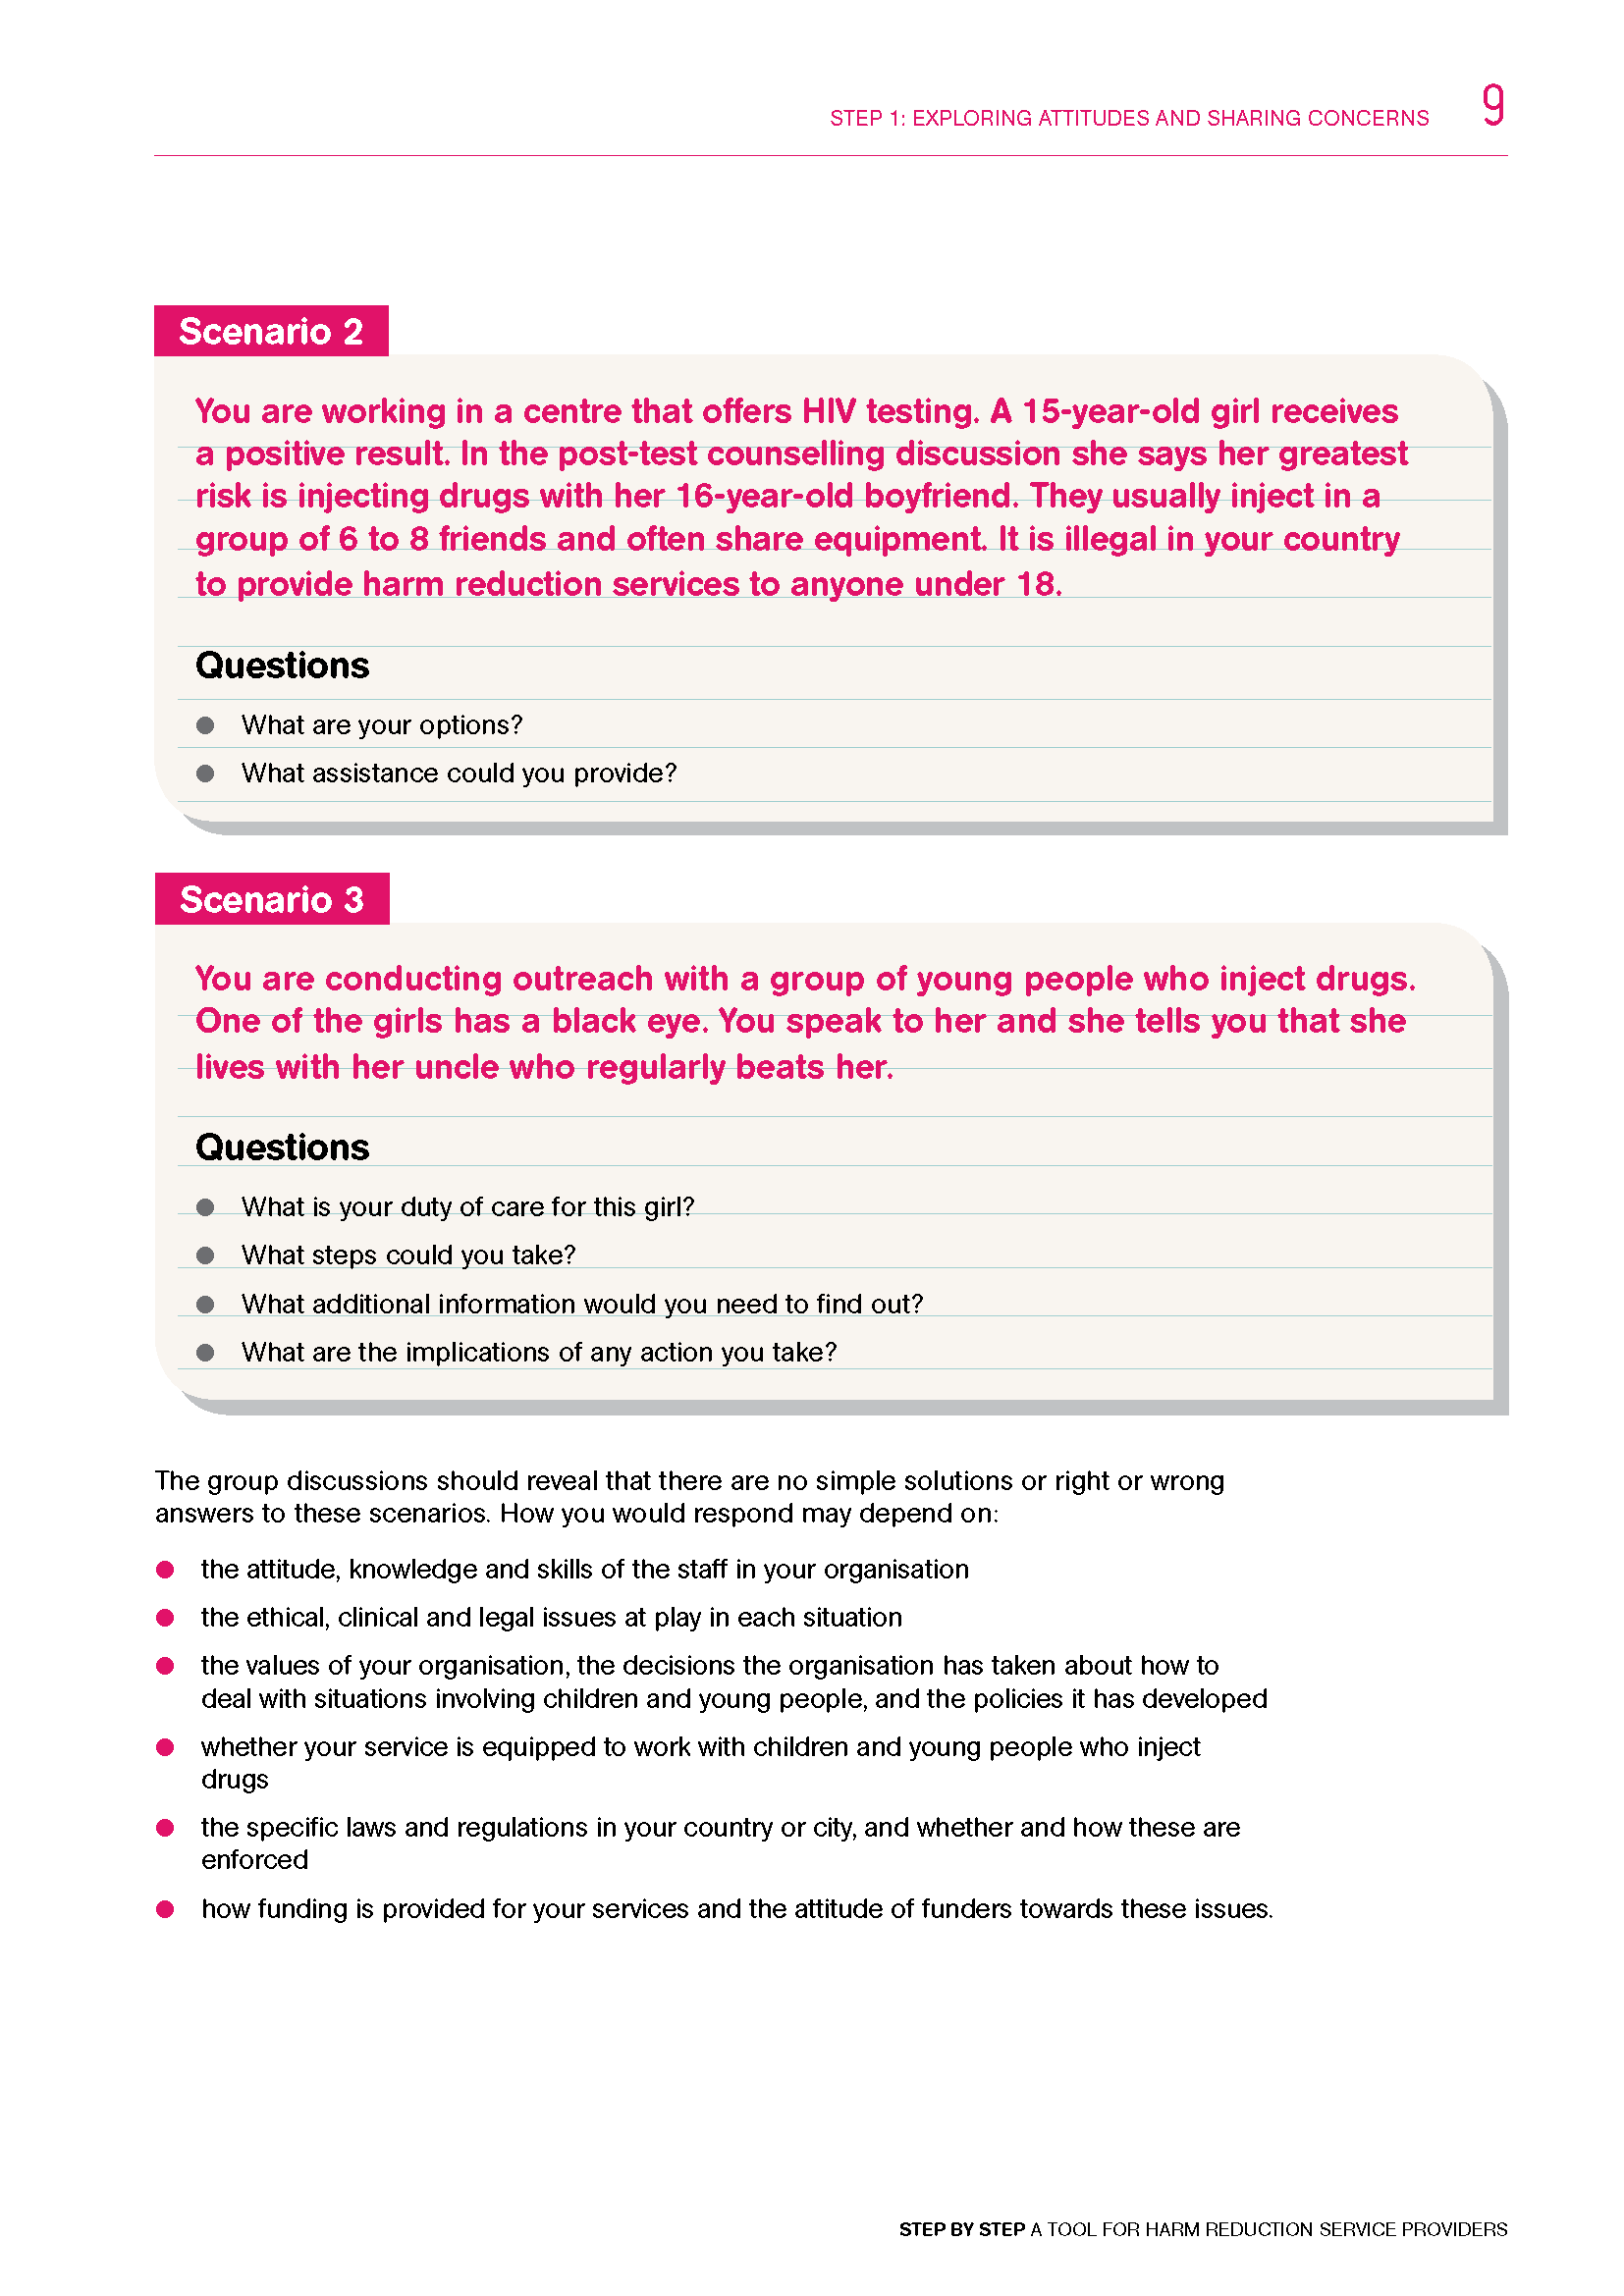 STEP 1: EXPLORING ATTITUDES AND SHARING CONCERNS 9
Scenario 2
You are working in a centre that offers HIV testing. A 15-year-old girl receives
a positive result. In the post-test counselling discussion she says her greatest
risk is injecting drugs with her 16-year-old boyfriend. They usually inject in a
group of 6 to 8 friends and often share equipment. It is illegal in your country
to provide harm reduction services to anyone under 18.
Questions
● What are your options?
● What assistance could you provide?
Scenario 3
You are conducting outreach with a group of young people who inject drugs.
One of the girls has a black eye. You speak to her and she tells you that she
lives with her uncle who regularly beats her.
Questions
● What is your duty of care for this girl?
● What steps could you take?
● What additional information would you need to find out?
● What are the implications of any action you take?
The group discussions should reveal that there are no simple solutions or right or wrong
answers to these scenarios. How you would respond may depend on:
● the attitude, knowledge and skills of the staff in your organisation
● the ethical, clinical and legal issues at play in each situation
● the values of your organisation, the decisions the organisation has taken about how to
deal with situations involving children and young people, and the policies it has developed
● whether your service is equipped to work with children and young people who inject
drugs
● the specific laws and regulations in your country or city, and whether and how these are
enforced
● how funding is provided for your services and the attitude of funders towards these issues.
STEP BY STEP A TOOL FOR HARM REDUCTION SERVICE PROVIDERS